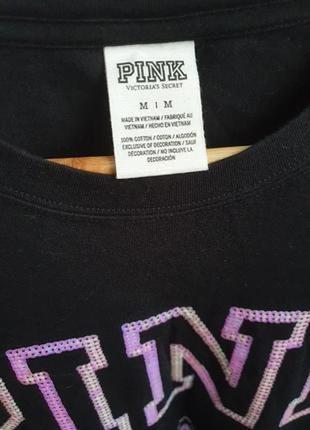 PINK
VICTORIA'S SECRET
M | M
MADE IN VIETNAM / FABRIQUÉ AU
VIETNAM / HECHO EN VIETNAM
100% COTTON / COTON / ALGODÓN
EXCLUSIVE OF DECORATION / SAUF
DÉCORATION / NO INCLUYE LA
DECORACIÓN
PINK